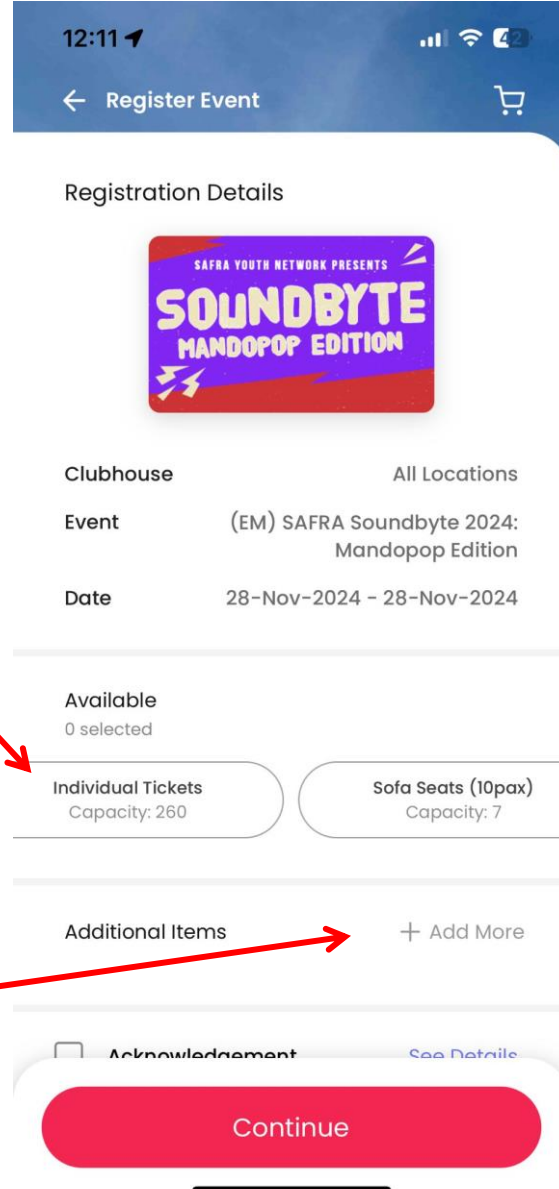 12:11
42
Register Event
Registration Details
SAFRA YOUTH NETWORK PRESENTS
SOUNDBYTE
MANDOPOP EDITION
Clubhouse All Locations
Event (EM) SAFRA Soundbyte 2024:
Mandopop Edition
Date 28-Nov-2024 - 28-Nov-2024
Available
0 selected
Individual Tickets Sofa Seats (10pax)
Capacity: 260 Capacity: 7
Additional Items + Add More
Acknowledgement See Details
Continue